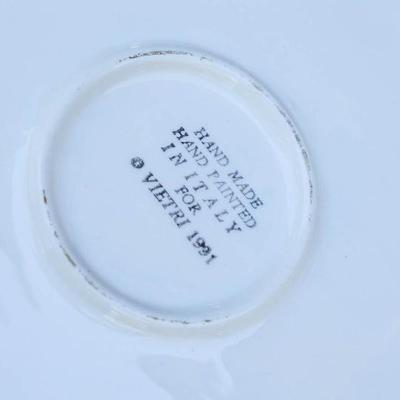 HAND MADE
HAND PAINTED
IN ITALY
FOR
© VIETRI 1991